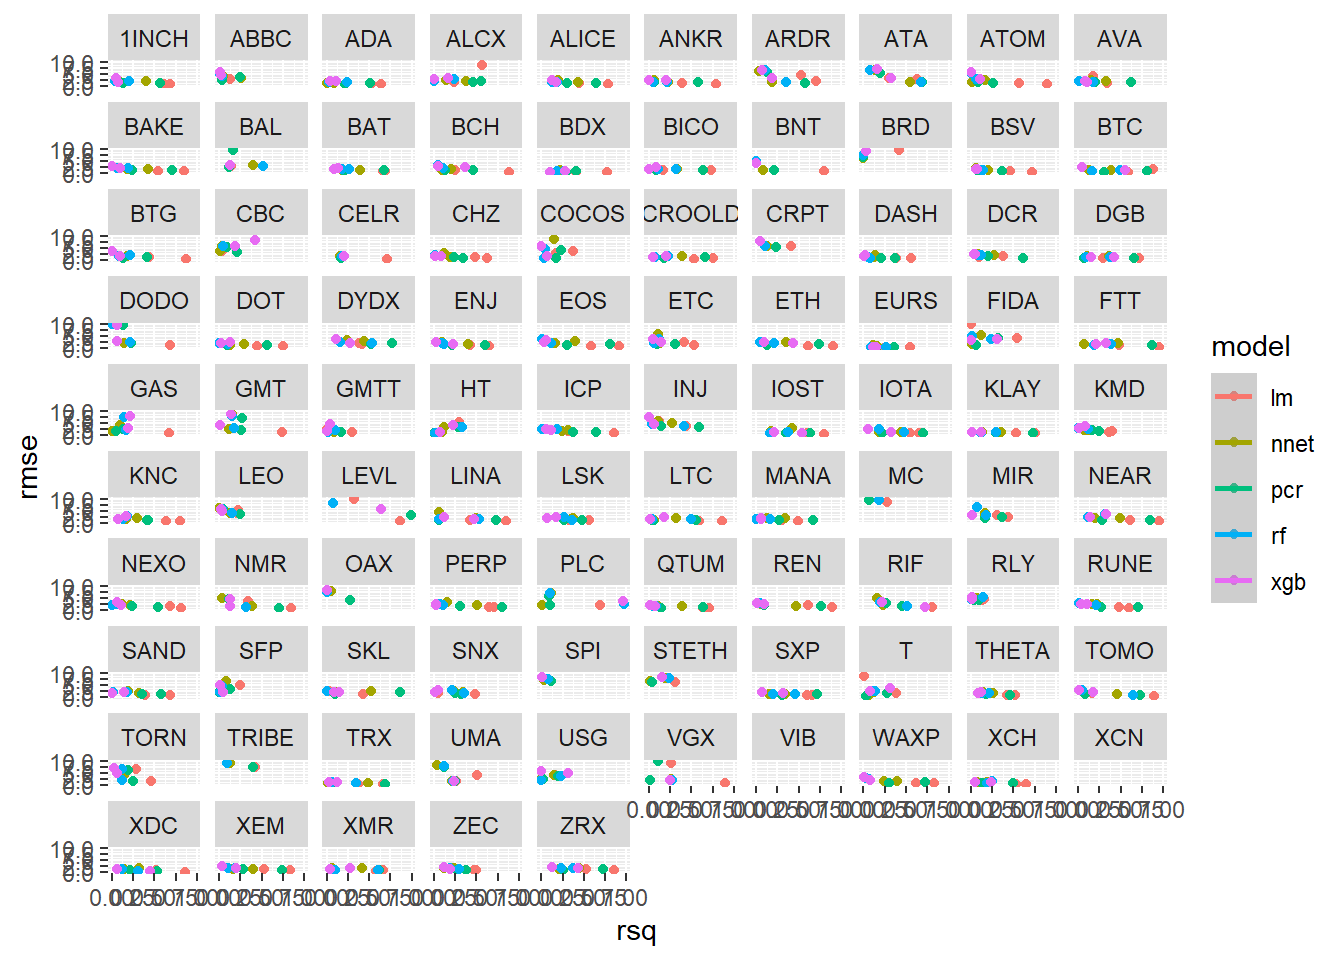 1INCH ABBC ADA ALCX ALICE ANKR ARDR ATA ATOM AVA
BAKE BAL BAT BCH BDX BICO BNT BRD BSV BTC
BTG CBC CELR CHZ COCOS CROOLD CRPT DASH DCR DGB
DODO DOT DYDX ENJ EOS ETC ETH EURS FIDA FTT
GAS GMT GMTT HT ICP INJ IOST IOTA KLAY KMD
KNC LEO LEVL LINA LSK LTC MANA MC MIR NEAR
NEXO NMR OAX PERP PLC QTUM REN RIF RLY RUNE
SAND SFP SKL SNX SPI STETH SXP T THETA TOMO
TORN TRIBE TRX UMA USG VGX VIB WAXP XCH XCN
XDC XEM XMR ZEC ZRX
rmse
rsq
model
lm
nnet
pcr
rf
xgb